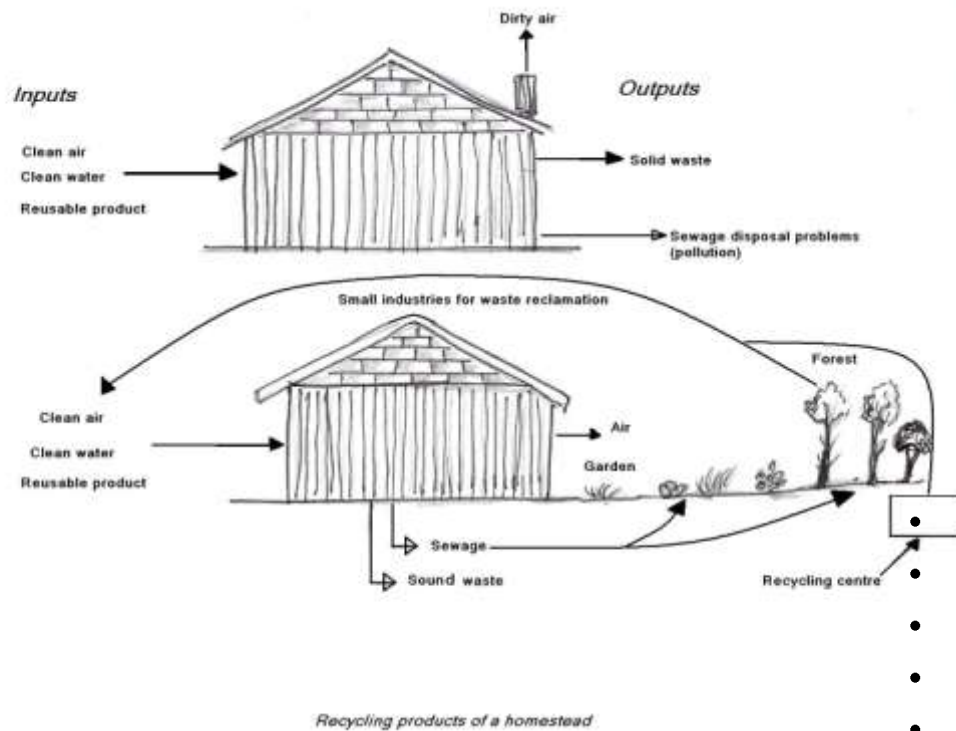 Dirty air
Inputs
Outputs
Clean air
Clean water
Reusable product
Solid waste
Sewage disposal problems
(pollution)
Small industries for waste reclamation
Forest
Clean air
Clean water
Reusable product
Air
Garden
Sewage
Sound waste
Recycling centre
Recycling products of a homestead